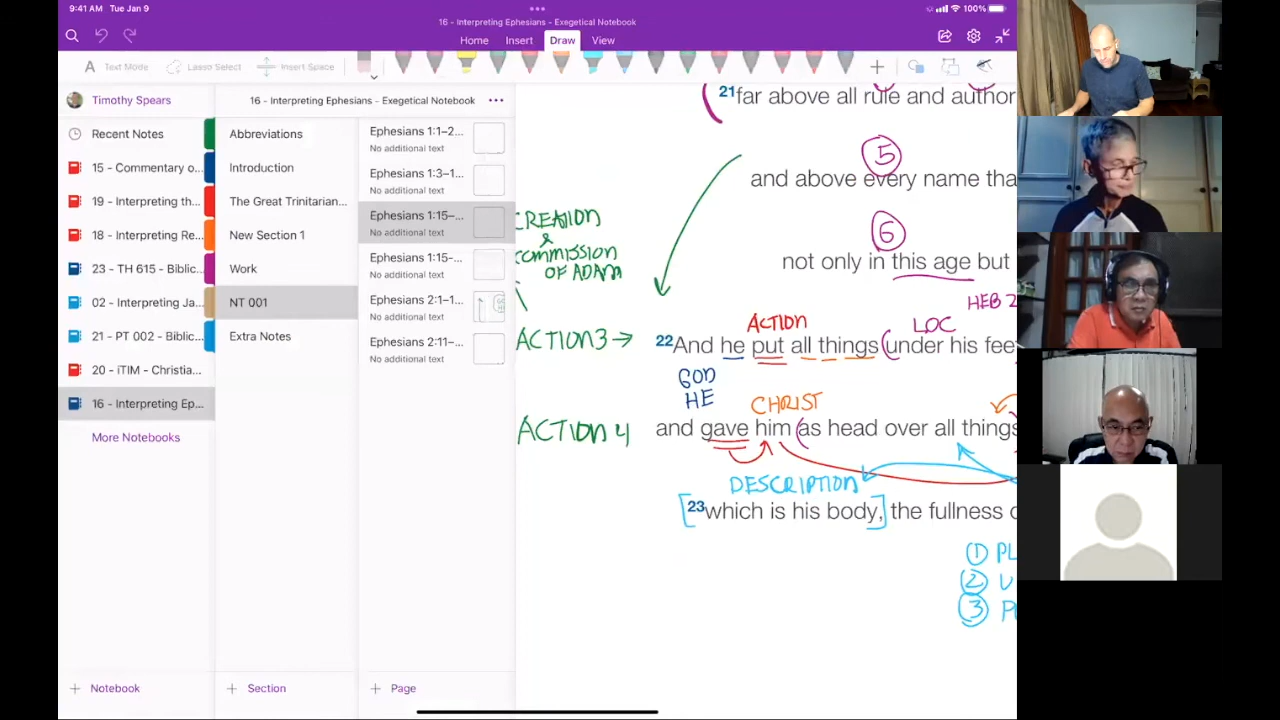 9:41 AM Tue Jan 9
100%
16 - Interpreting Ephesians - Exegetical Notebook
Home Insert Draw View
A Text Mode Lasso Select Insert Space
Timothy Spears
Recent Notes
15 - Commentary o...
19 - Interpreting th...
18 - Interpreting Re...
23 - TH 615 - Biblic...
02 - Interpreting Ja...
21 - PT 002 - Biblic...
20 - iTIM - Christia...
16 - Interpreting Ep...
More Notebooks
+ Notebook
16 - Interpreting Ephesians - Exegetical Notebook
Abbreviations
Introduction
The Great Trinitarian...
New Section 1
Work
NT 001
Extra Notes
+ Section
Ephesians 1:1–2...
No additional text
Ephesians 1:3–1...
No additional text
Ephesians 1:15–...
No additional text
Ephesians 1:15-...
No additional text
Ephesians 2:1–1...
No additional text
Ephesians 2:11–...
No additional text
+ Page
21far above all rule and author
5
and above every name tha
6
not only in this age but
HEB 2
CREATION
&
COMMISSION
OF ADAM
ACTION LOC
ACTION 3 → 22And he put all things (under his fee
GOD
HE
CHRIST
ACTION 4 and gave him (as head over all things
DESCRIPTION
[23which is his body,] the fullness o
1 PL
2 U
3 P